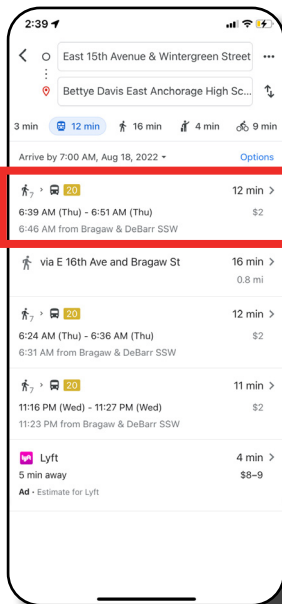 2:39
East 15th Avenue & Wintergreen Street
Bettye Davis East Anchorage High Sc...
3 min 12 min 16 min 4 min 9 min
Arrive by 7:00 AM, Aug 18, 2022 Options
7 20 12 min
6:39 AM (Thu) - 6:51 AM (Thu) $2
6:46 AM from Bragaw & DeBarr SSW
via E 16th Ave and Bragaw St 16 min
0.8 mi
7 20 12 min
6:24 AM (Thu) - 6:36 AM (Thu) $2
6:31 AM from Bragaw & DeBarr SSW
7 20 11 min
11:16 PM (Wed) - 11:27 PM (Wed) $2
11:23 PM from Bragaw & DeBarr SSW
lyft Lyft 4 min
5 min away $8–9
Ad • Estimate for Lyft